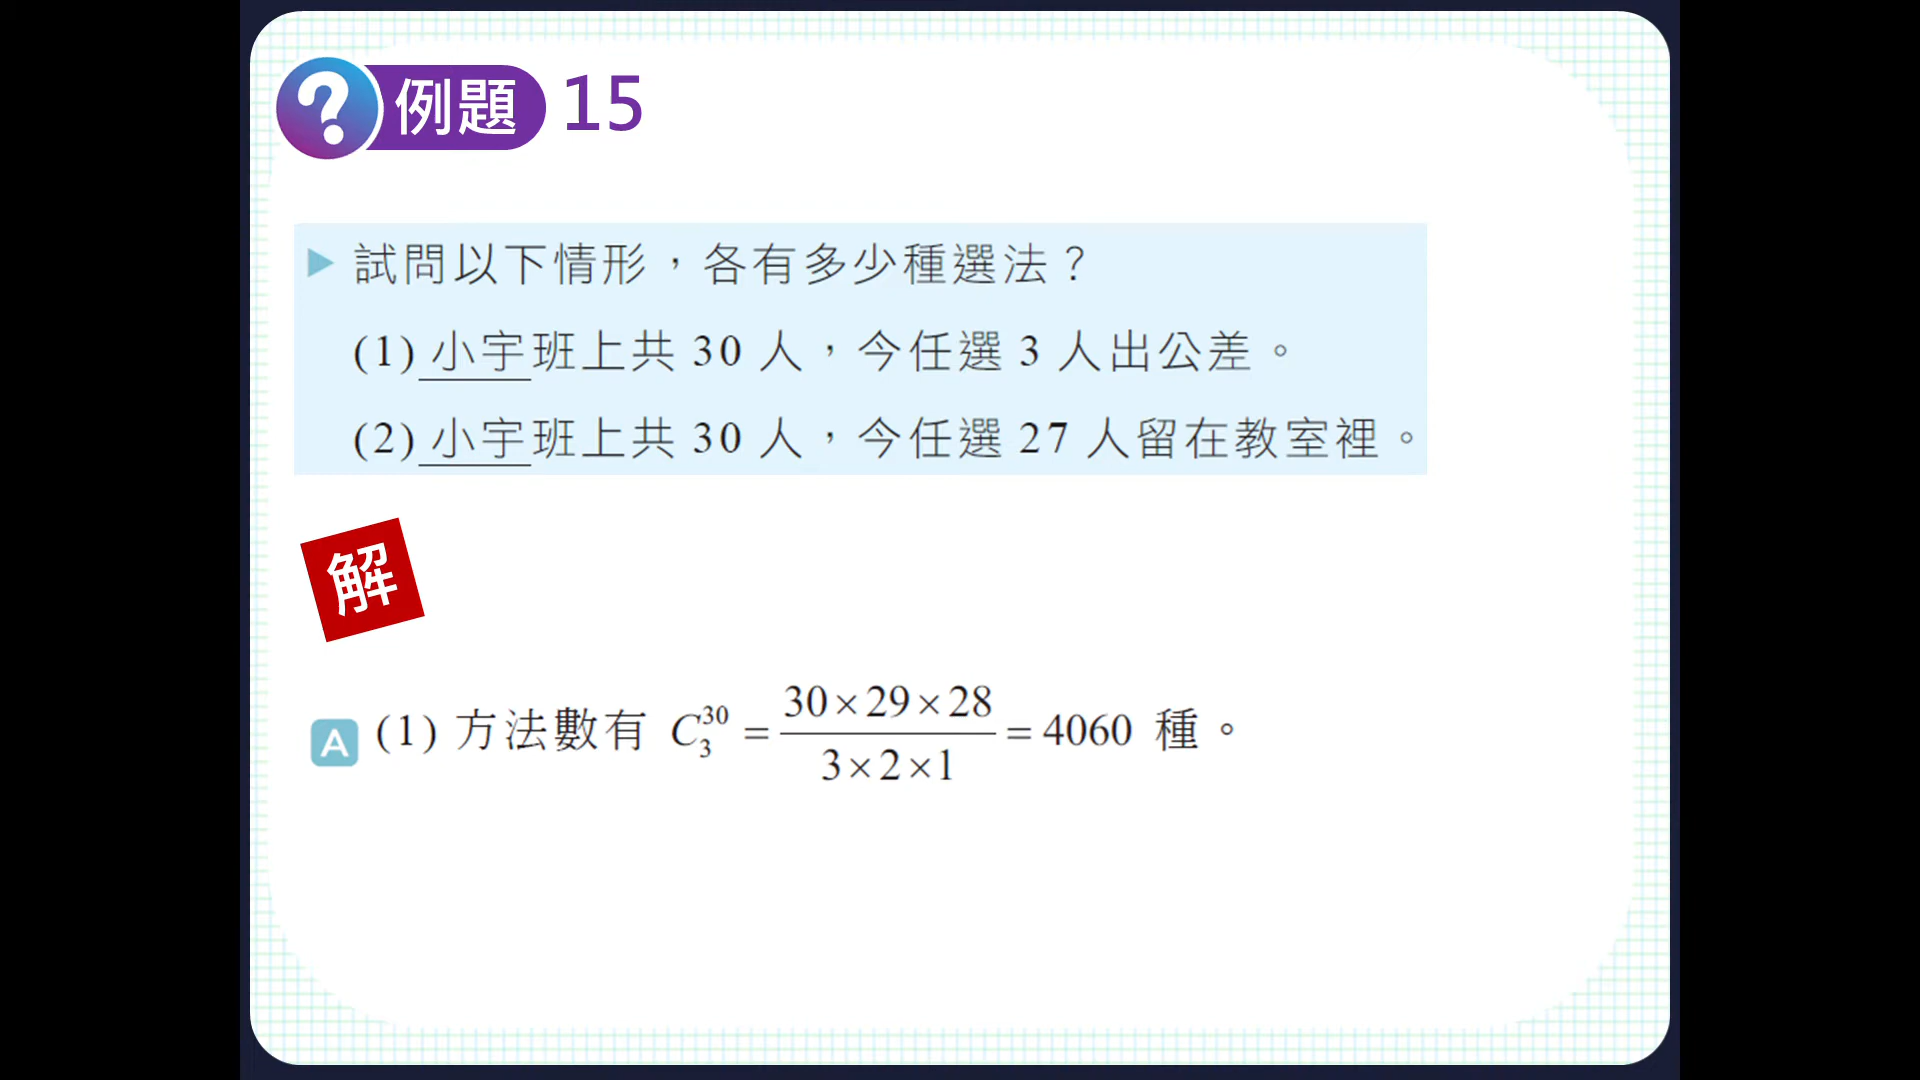 ? 例題 15
▶ 試問以下情形，各有多少種選法？
(1) 小宇班上共 30 人，今任選 3 人出公差。
(2) 小宇班上共 30 人，今任選 27 人留在教室裡。
解
A (1) 方法數有 C₃³⁰ = (30×29×28)/(3×2×1) = 4060 種。